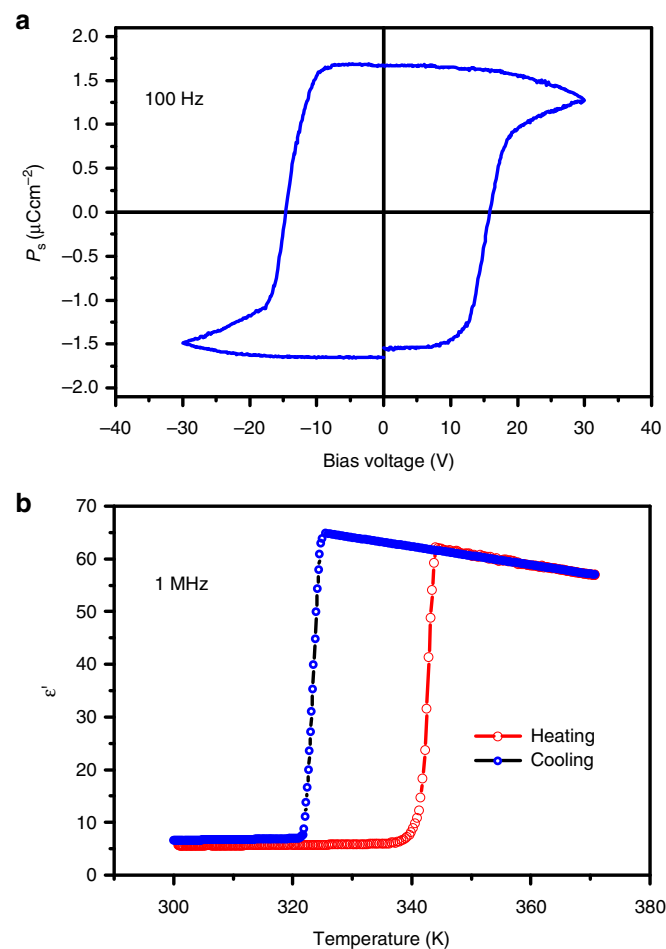 a
2.0
1.5
1.0
0.5
0.0
−0.5
−1.0
−1.5
−2.0
100 Hz
Pₛ (μCcm⁻²)
−40 −30 −20 −10 0 10 20 30 40
Bias voltage (V)
b
70
60
50
40
30
20
10
0
1 MHz
ε'
Heating
Cooling
300 320 340 360 380
Temperature (K)